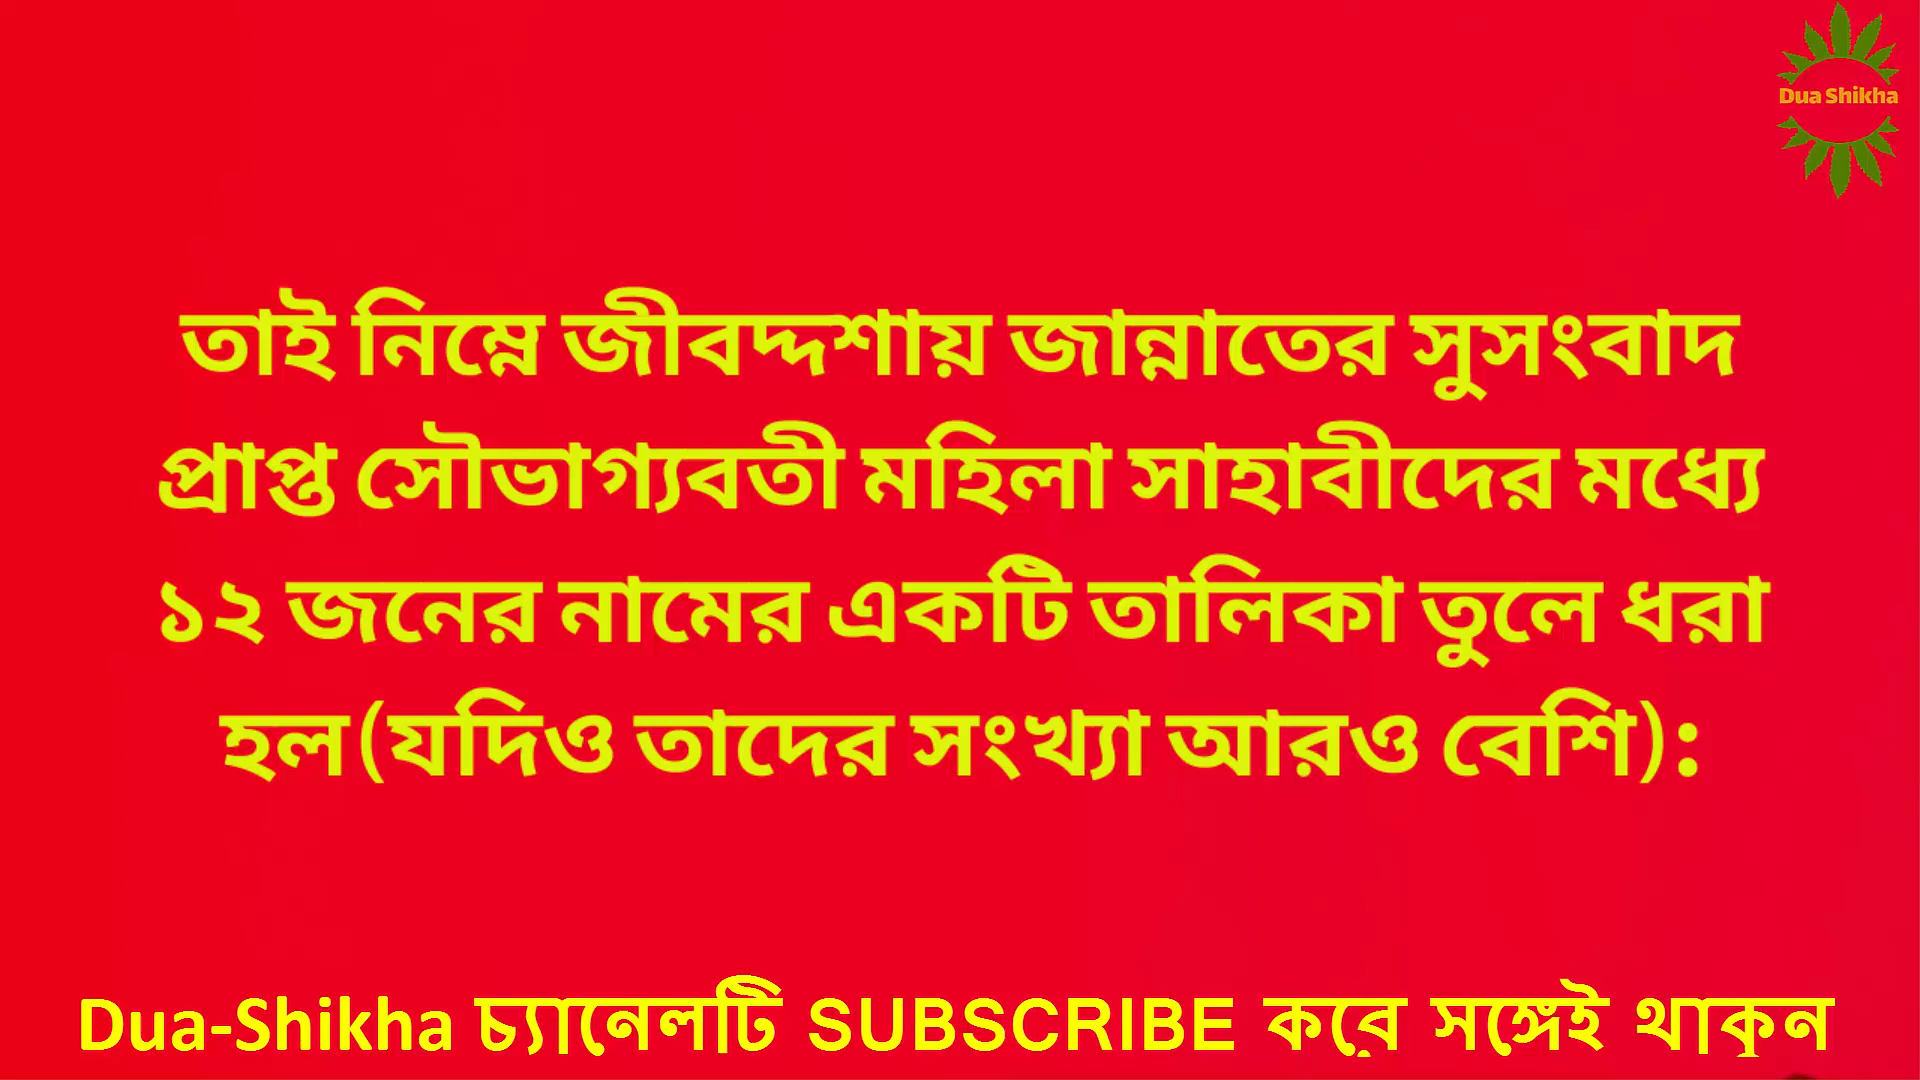 Dua Shikha
তাই নিম্নে জীবদ্দশায় জান্নাতের সুসংবাদ
প্রাপ্ত সৌভাগ্যবতী মহিলা সাহাবীদের মধ্যে
১২ জনের নামের একটি তালিকা তুলে ধরা
হল(যদিও তাদের সংখ্যা আরও বেশি):
Dua-Shikha চ্যানেলটি SUBSCRIBE করে সঙ্গেই থাকুন